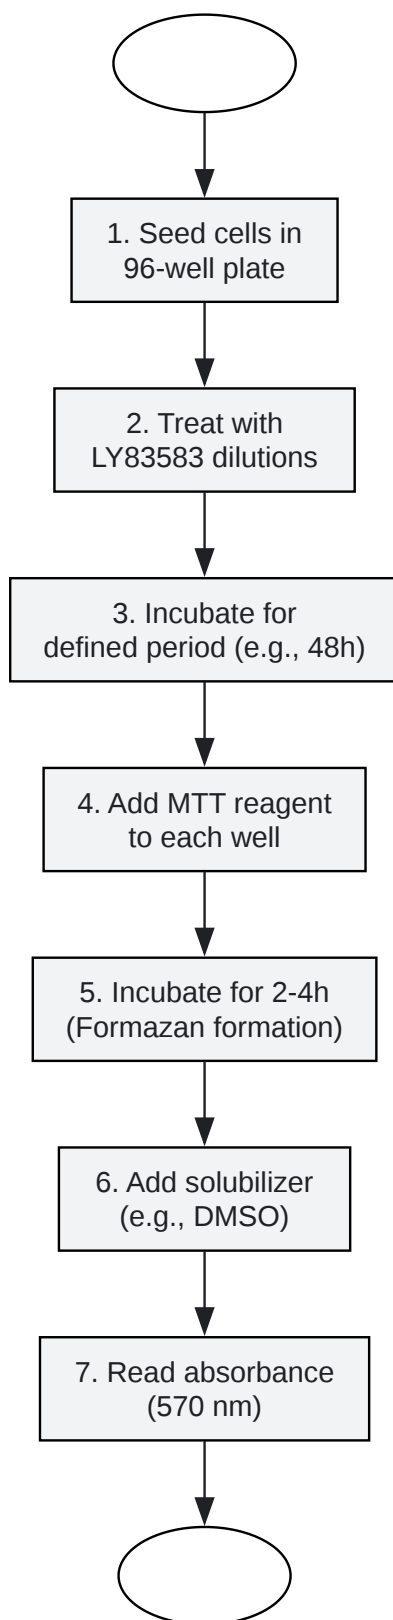 1. Seed cells in
96-well plate
2. Treat with
LY83583 dilutions
3. Incubate for
defined period (e.g., 48h)
4. Add MTT reagent
to each well
5. Incubate for 2-4h
(Formazan formation)
6. Add solubilizer
(e.g., DMSO)
7. Read absorbance
(570 nm)